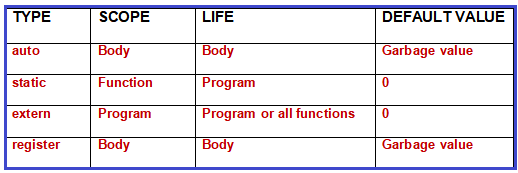 TYPE SCOPE LIFE DEFAULT VALUE
auto Body Body Garbage value
static Function Program 0
extern Program Program or all functions 0
register Body Body Garbage value